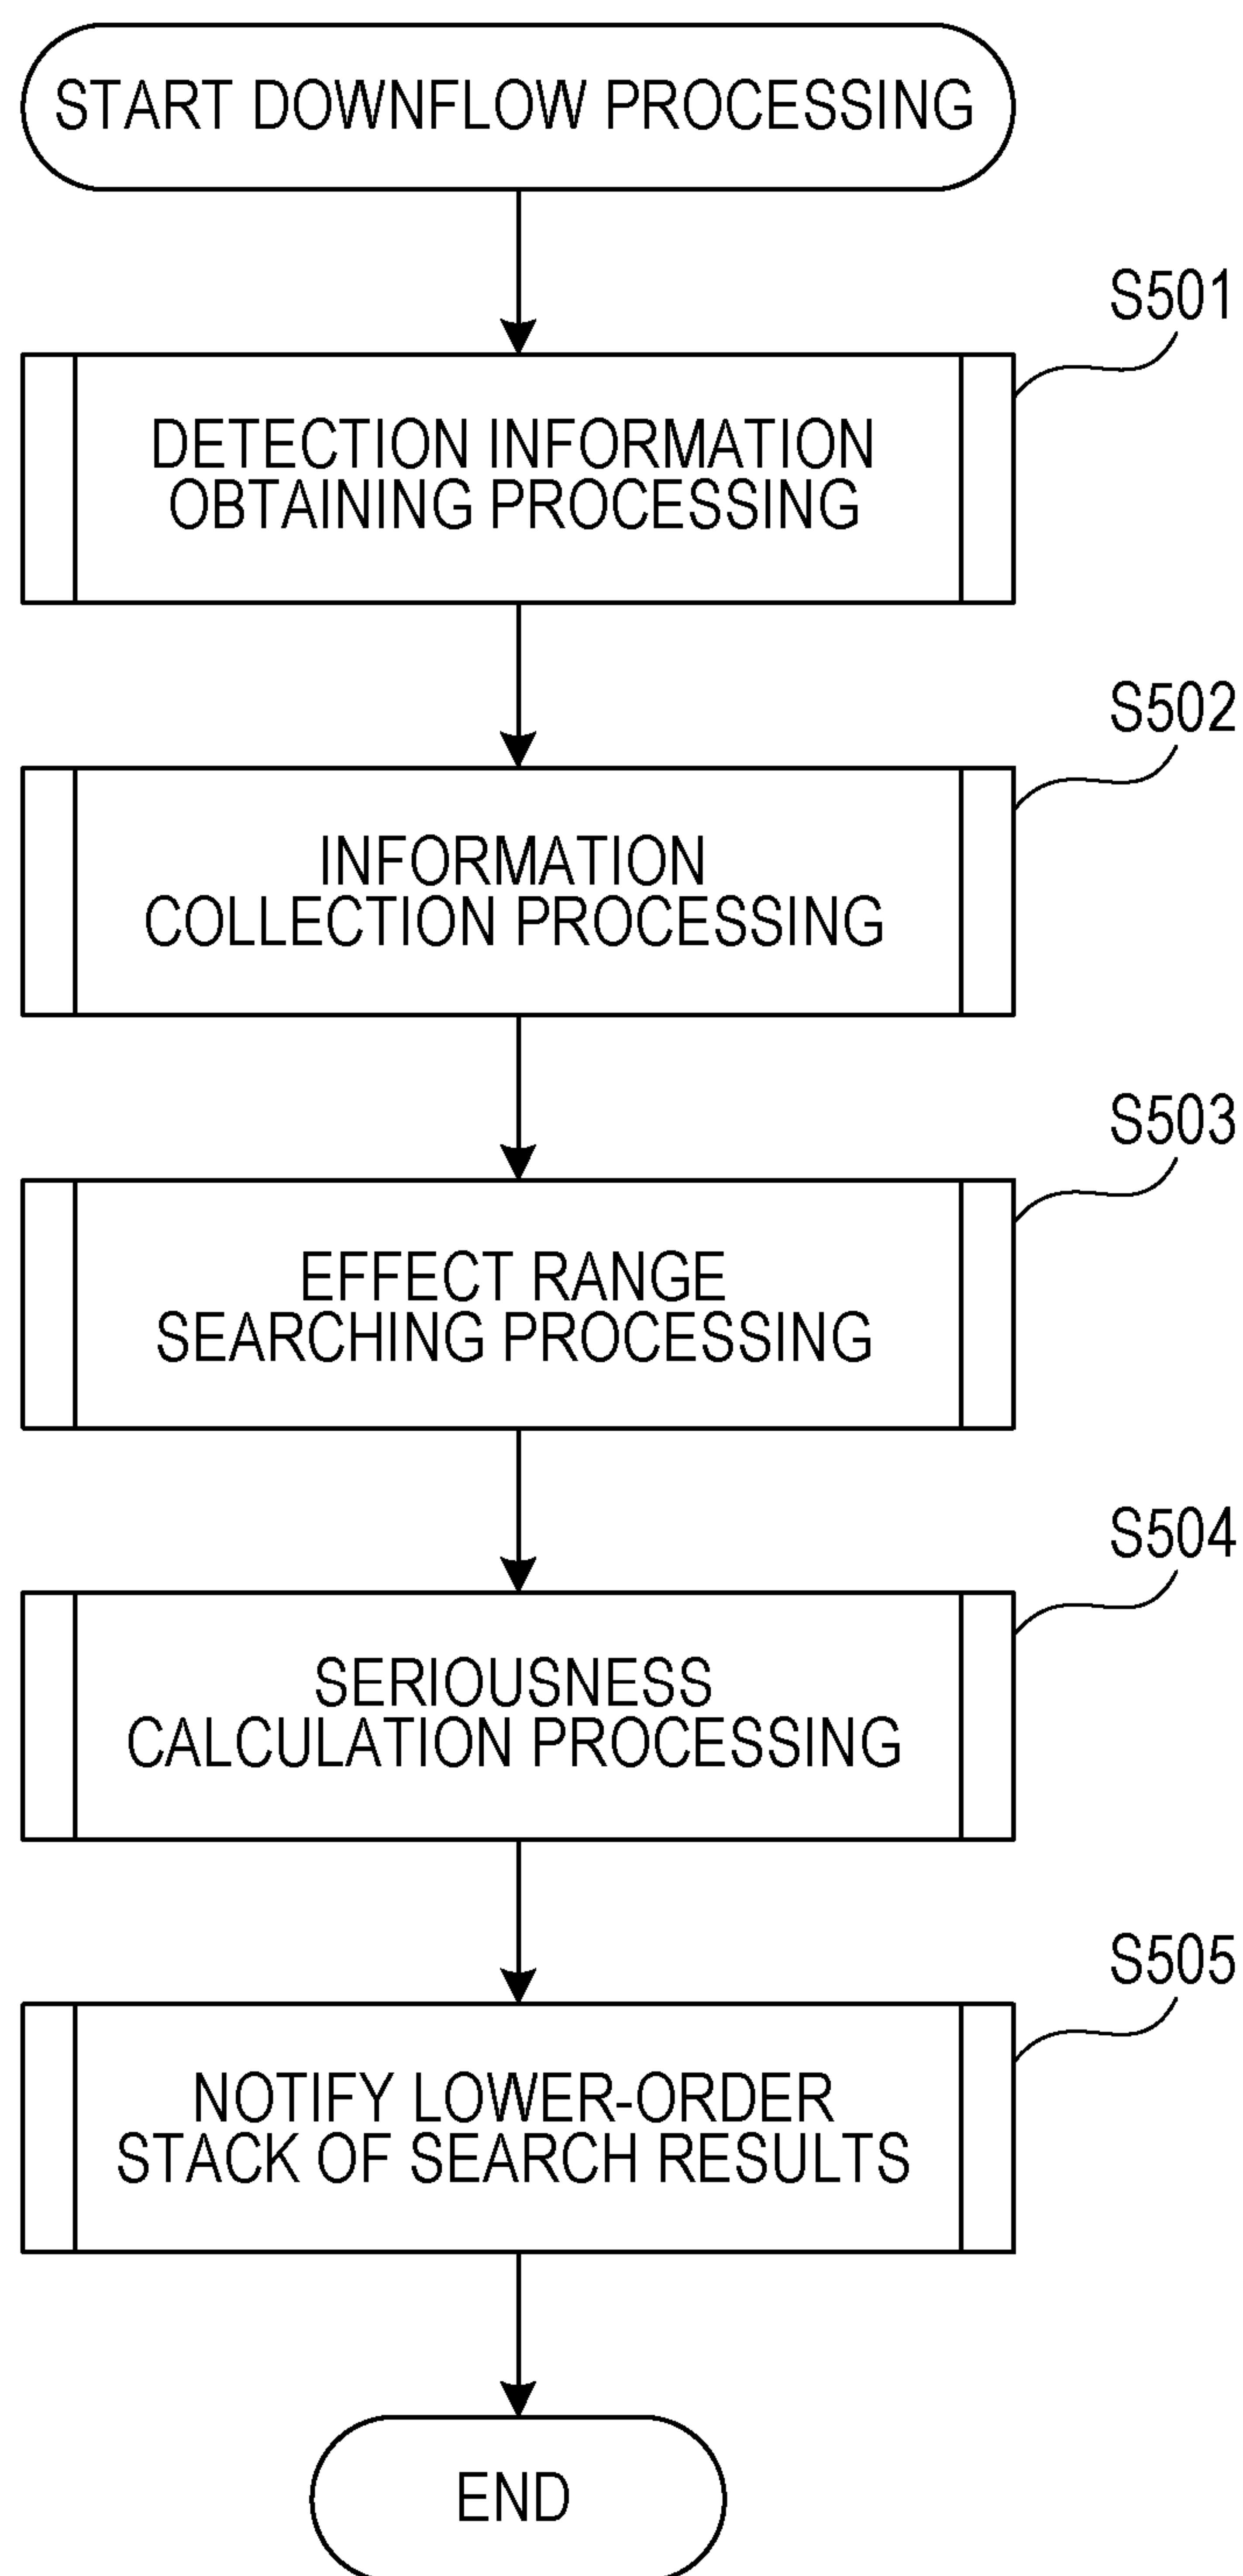 START DOWNFLOW PROCESSING
S501
DETECTION INFORMATION
OBTAINING PROCESSING
S502
INFORMATION
COLLECTION PROCESSING
S503
EFFECT RANGE
SEARCHING PROCESSING
S504
SERIOUSNESS
CALCULATION PROCESSING
S505
NOTIFY LOWER-ORDER
STACK OF SEARCH RESULTS
END